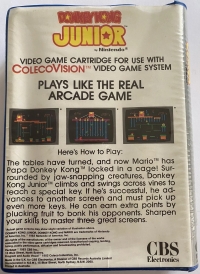 DONKEY KONG
JUNIOR
by Nintendo®
VIDEO GAME CARTRIDGE FOR USE WITH
COLECOVISION™ VIDEO GAME SYSTEM
PLAYS LIKE THE REAL
ARCADE GAME
Here's How to Play:
The tables have turned, and now Mario™ has
Papa Donkey Kong™ locked in a cage! Sur-
rounded by jaw-snapping creatures, Donkey
Kong Junior™ climbs and swings across vines to
reach a special key. If he's successful, he ad-
vances to another screen and must pick up
even more keys. He can earn extra points by
plucking fruit to bonk his opponents. Sharpen
your skills to master three great screens.
CBS
Electronics